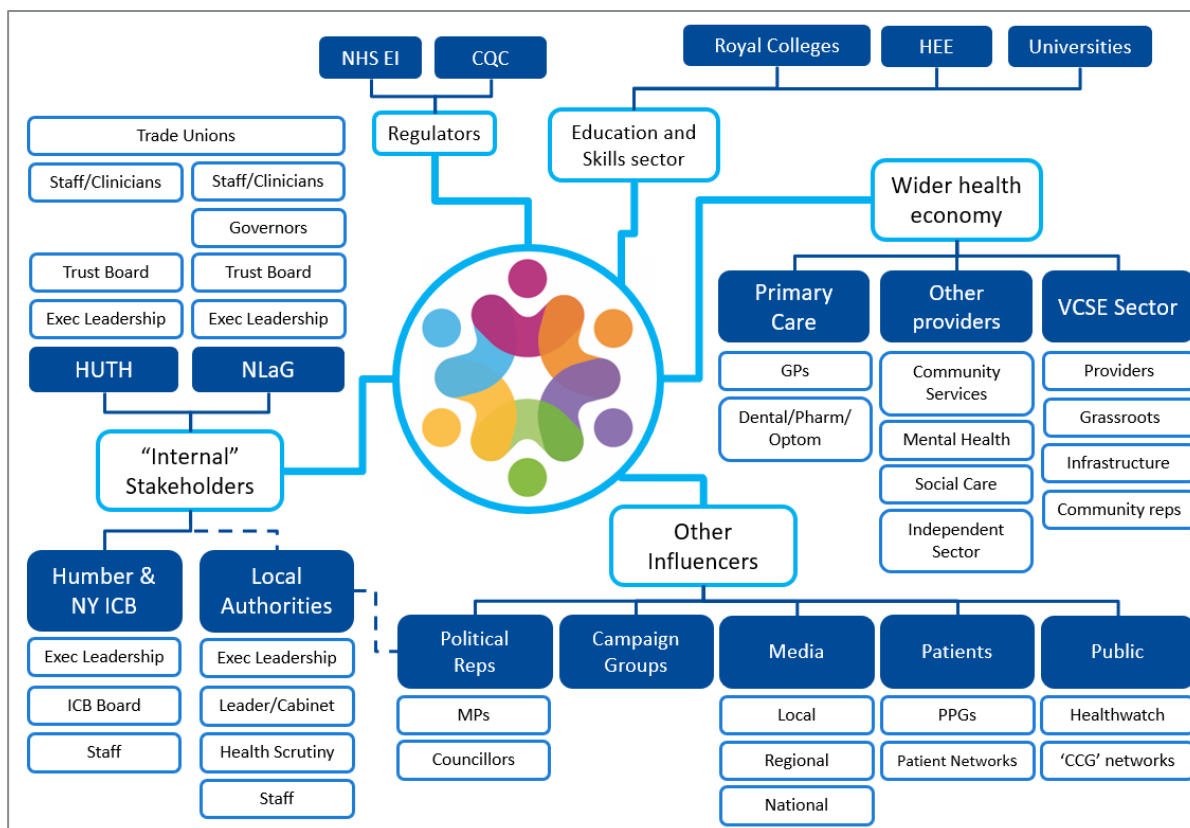 NHS EI
CQC
Royal Colleges
HEE
Universities
Regulators
Education and
Skills sector
Trade Unions
Staff/Clinicians
Staff/Clinicians
Governors
Trust Board
Trust Board
Exec Leadership
Exec Leadership
HUTH
NLaG
"Internal"
Stakeholders
Wider health
economy
Primary
Care
GPs
Dental/Pharm/
Optom
Other
providers
Community
Services
Mental Health
Social Care
Independent
Sector
VCSE Sector
Providers
Grassroots
Infrastructure
Community reps
Humber &
NY ICB
Exec Leadership
ICB Board
Staff
Local
Authorities
Exec Leadership
Leader/Cabinet
Health Scrutiny
Staff
Other
Influencers
Political
Reps
MPs
Councillors
Campaign
Groups
Media
Local
Regional
National
Patients
PPGs
Patient Networks
Public
Healthwatch
‘CCG’ networks